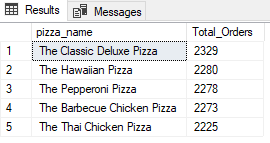 Results Messages
pizza_name Total_Orders
1 The Classic Deluxe Pizza 2329
2 The Hawaiian Pizza 2280
3 The Pepperoni Pizza 2278
4 The Barbecue Chicken Pizza 2273
5 The Thai Chicken Pizza 2225